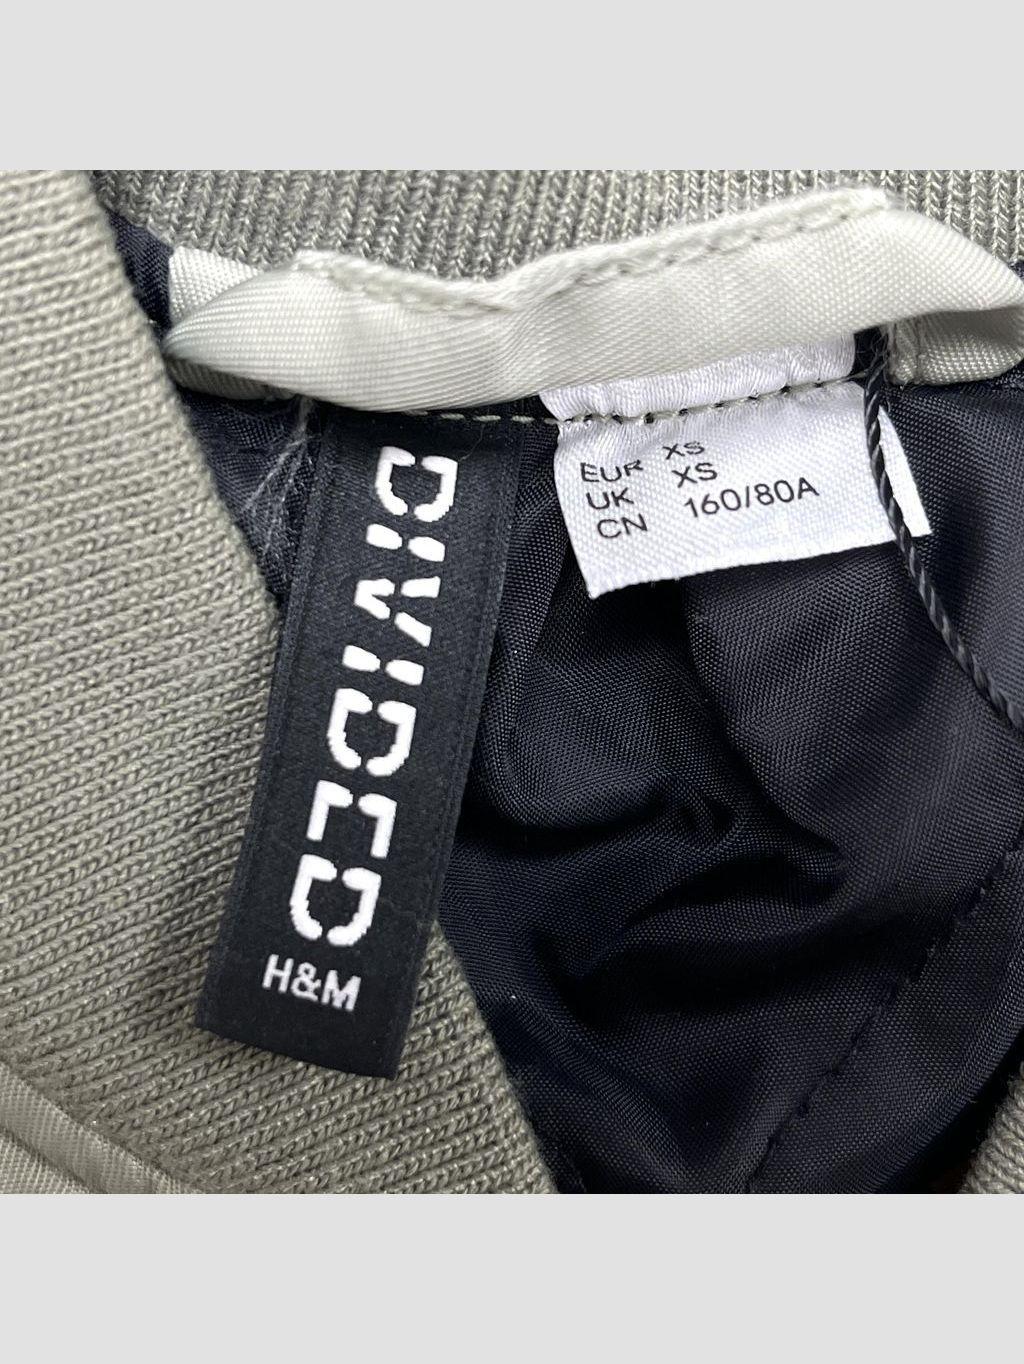 DIVIDED
H&M
EUR XS
UK XS
CN 160/80A